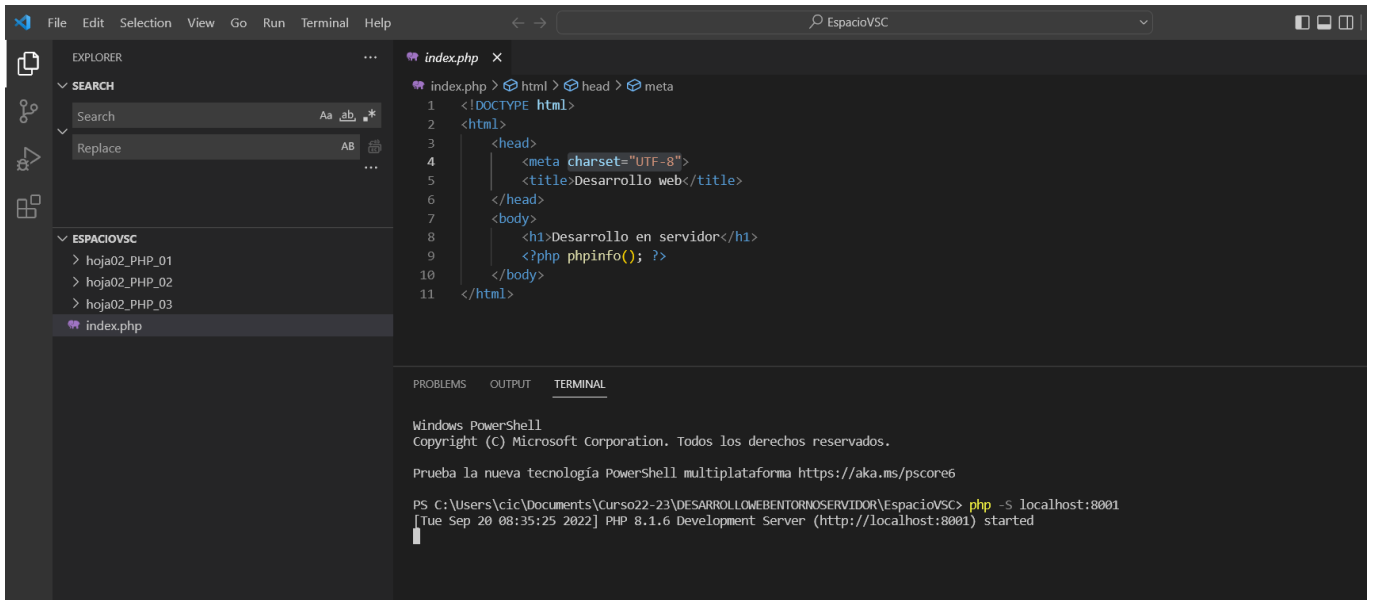 File Edit Selection View Go Run Terminal Help
EspacioVSC
EXPLORER
SEARCH
Search
Aa ab *
Replace
AB
ESPACIOVSC
hoja02_PHP_01
hoja02_PHP_02
hoja02_PHP_03
index.php
index.php
index.php > html > head > meta
1 <!DOCTYPE html>
2 <html>
3 <head>
4 <meta charset="UTF-8">
5 <title>Desarrollo web</title>
6 </head>
7 <body>
8 <h1>Desarrollo en servidor</h1>
9 <?php phpinfo(); ?>
10 </body>
11 </html>
PROBLEMS OUTPUT TERMINAL
Windows PowerShell
Copyright (C) Microsoft Corporation. Todos los derechos reservados.
Prueba la nueva tecnología PowerShell multiplataforma https://aka.ms/pscore6
PS C:\Users\cic\Documents\Curso22-23\DESARROLLOWEBENTORNOSERVIDOR\EspacioVSC> php -S localhost:8001
[Tue Sep 20 08:35:25 2022] PHP 8.1.6 Development Server (http://localhost:8001) started